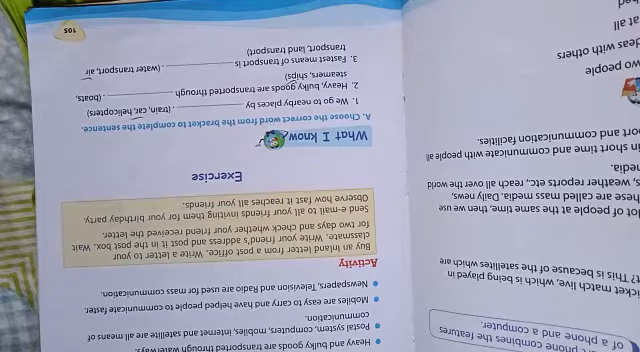 phone combines the features
of a phone and a computer.
icket match live, which is being played in
t? This is because of the satellites which are
lot of people at the same time, then we use
hese are called mass media. Daily news,
s, weather reports etc., reach all over the world
nedia.
in short time and communicate with people all
ort and communication facilities.
wo people
deas with others
at all
Heavy and bulky goods are transported through waterways.
Postal system, computers, mobiles, internet and satellite are all means of
communication.
Mobiles are easy to carry and have helped people to communicate faster.
Newspapers, Television and Radio are used for mass communication.
Activity
Buy an inland letter from a post office. Write a letter to your
classmate. Write your friend's address and post it in the post box. Wait
for two days and check whether your friend received the letter.
Send e-mail to all your friends inviting them for your birthday party.
Observe how fast it reaches all your friends.
Exercise
What I know
A. Choose the correct word from the bracket to complete the sentence.
1. We go to nearby places by ____________. (train, car, helicopters)
2. Heavy, bulky goods are transported through ____________. (boats,
steamers, ships)
3. Fastest means of transport is ____________. (water transport, air
transport, land transport)
105